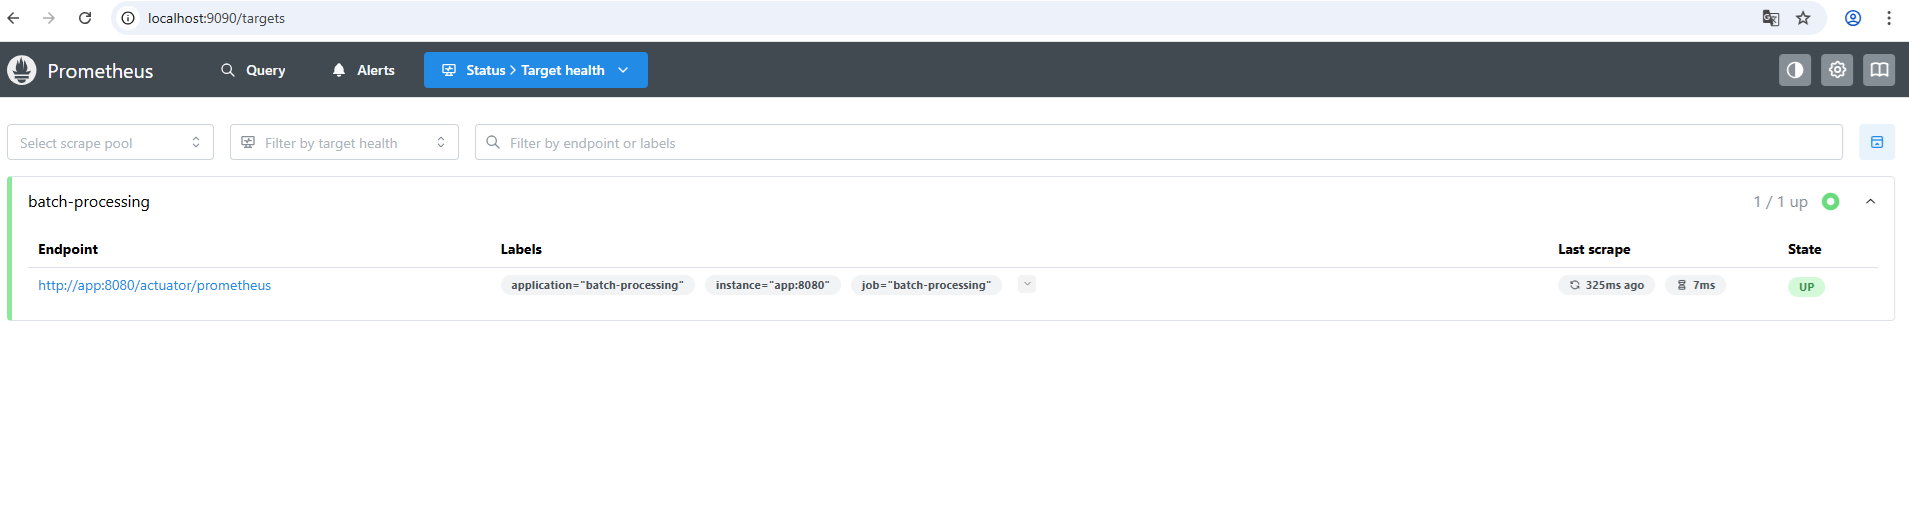 localhost:9090/targets
Prometheus Query Alerts Status > Target health
Select scrape pool Filter by target health Filter by endpoint or labels
batch-processing 1 / 1 up
Endpoint Labels Last scrape State
http://app:8080/actuator/prometheus application="batch-processing" instance="app:8080" job="batch-processing" 325ms ago 7ms UP